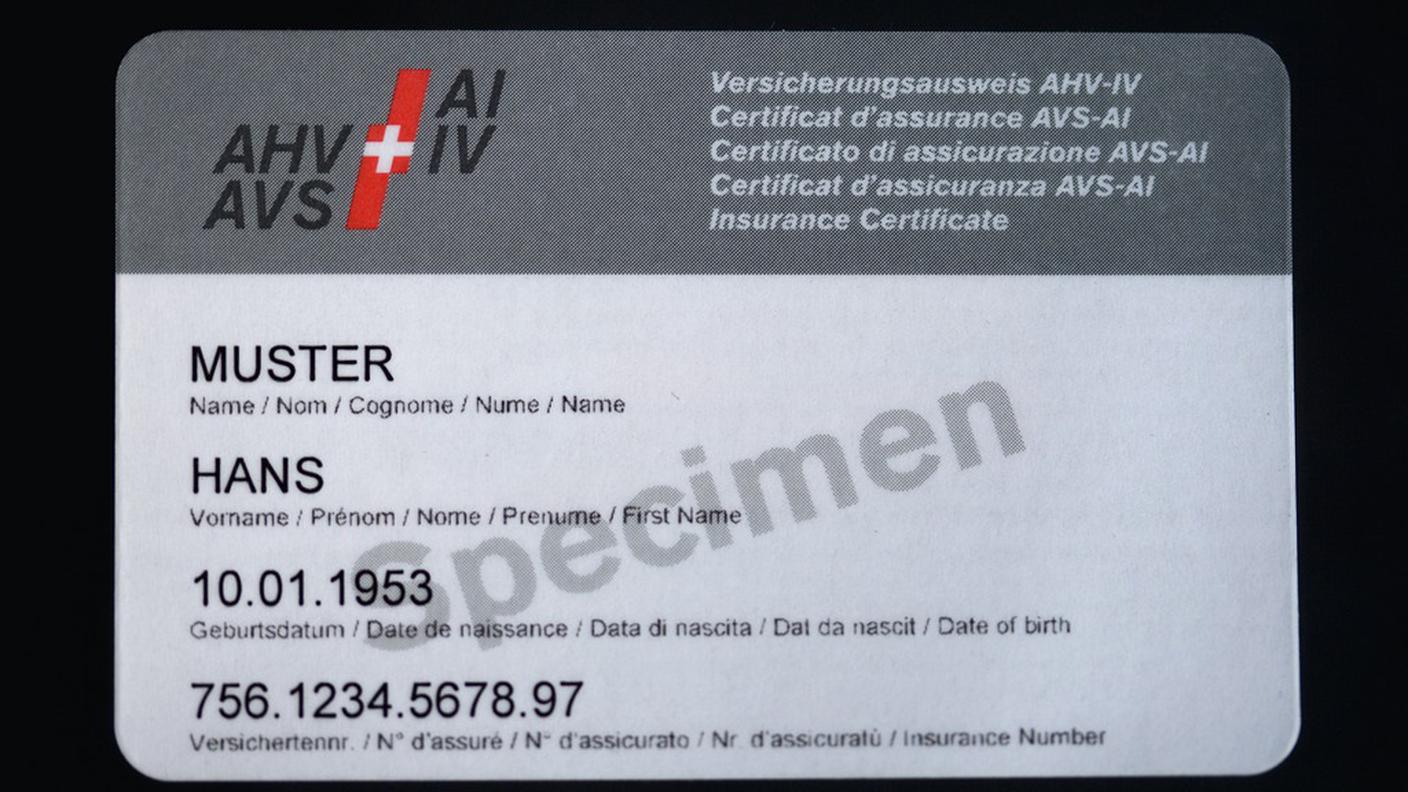 AI
AHV IV
AVS
Versicherungsausweis AHV-IV
Certificat d'assurance AVS-AI
Certificato di assicurazione AVS-AI
Certificat d'assicuranza AVS-AI
Insurance Certificate
MUSTER
Name / Nom / Cognome / Nume / Name
HANS
Vorname / Prénom / Nome / Prenume / First Name
Specimen
10.01.1953
Geburtsdatum / Date de naissance / Data di nascita / Dat da nascit / Date of birth
756.1234.5678.97
Versichertennr. / N° d'assuré / N° d'assicurato / Nr. d'assicuratù / Insurance Number